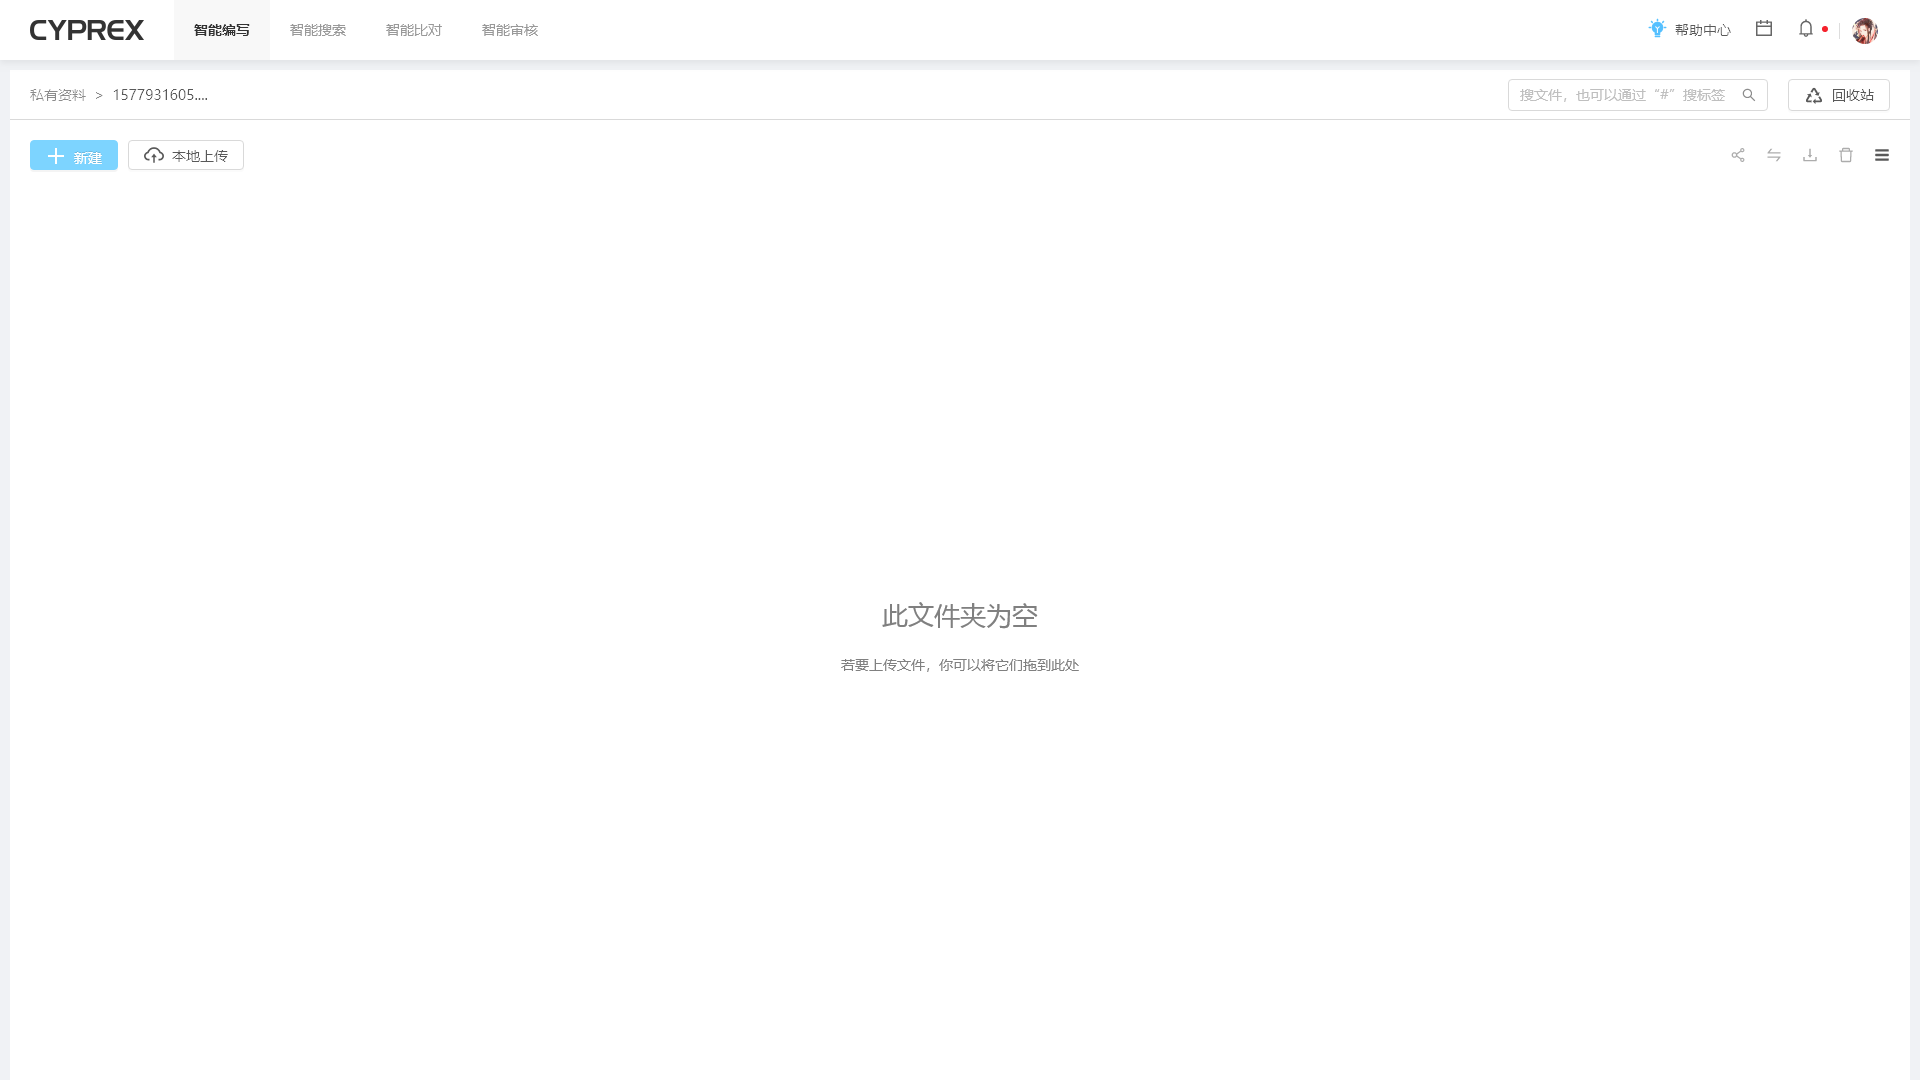 CYPREX 智能编写 智能搜索 智能比对 智能审核 帮助中心
私有资料 > 1577931605.... 搜文件，也可以通过“#”搜标签 回收站
新建 本地上传
此文件夹为空
若要上传文件，你可以将它们拖到此处